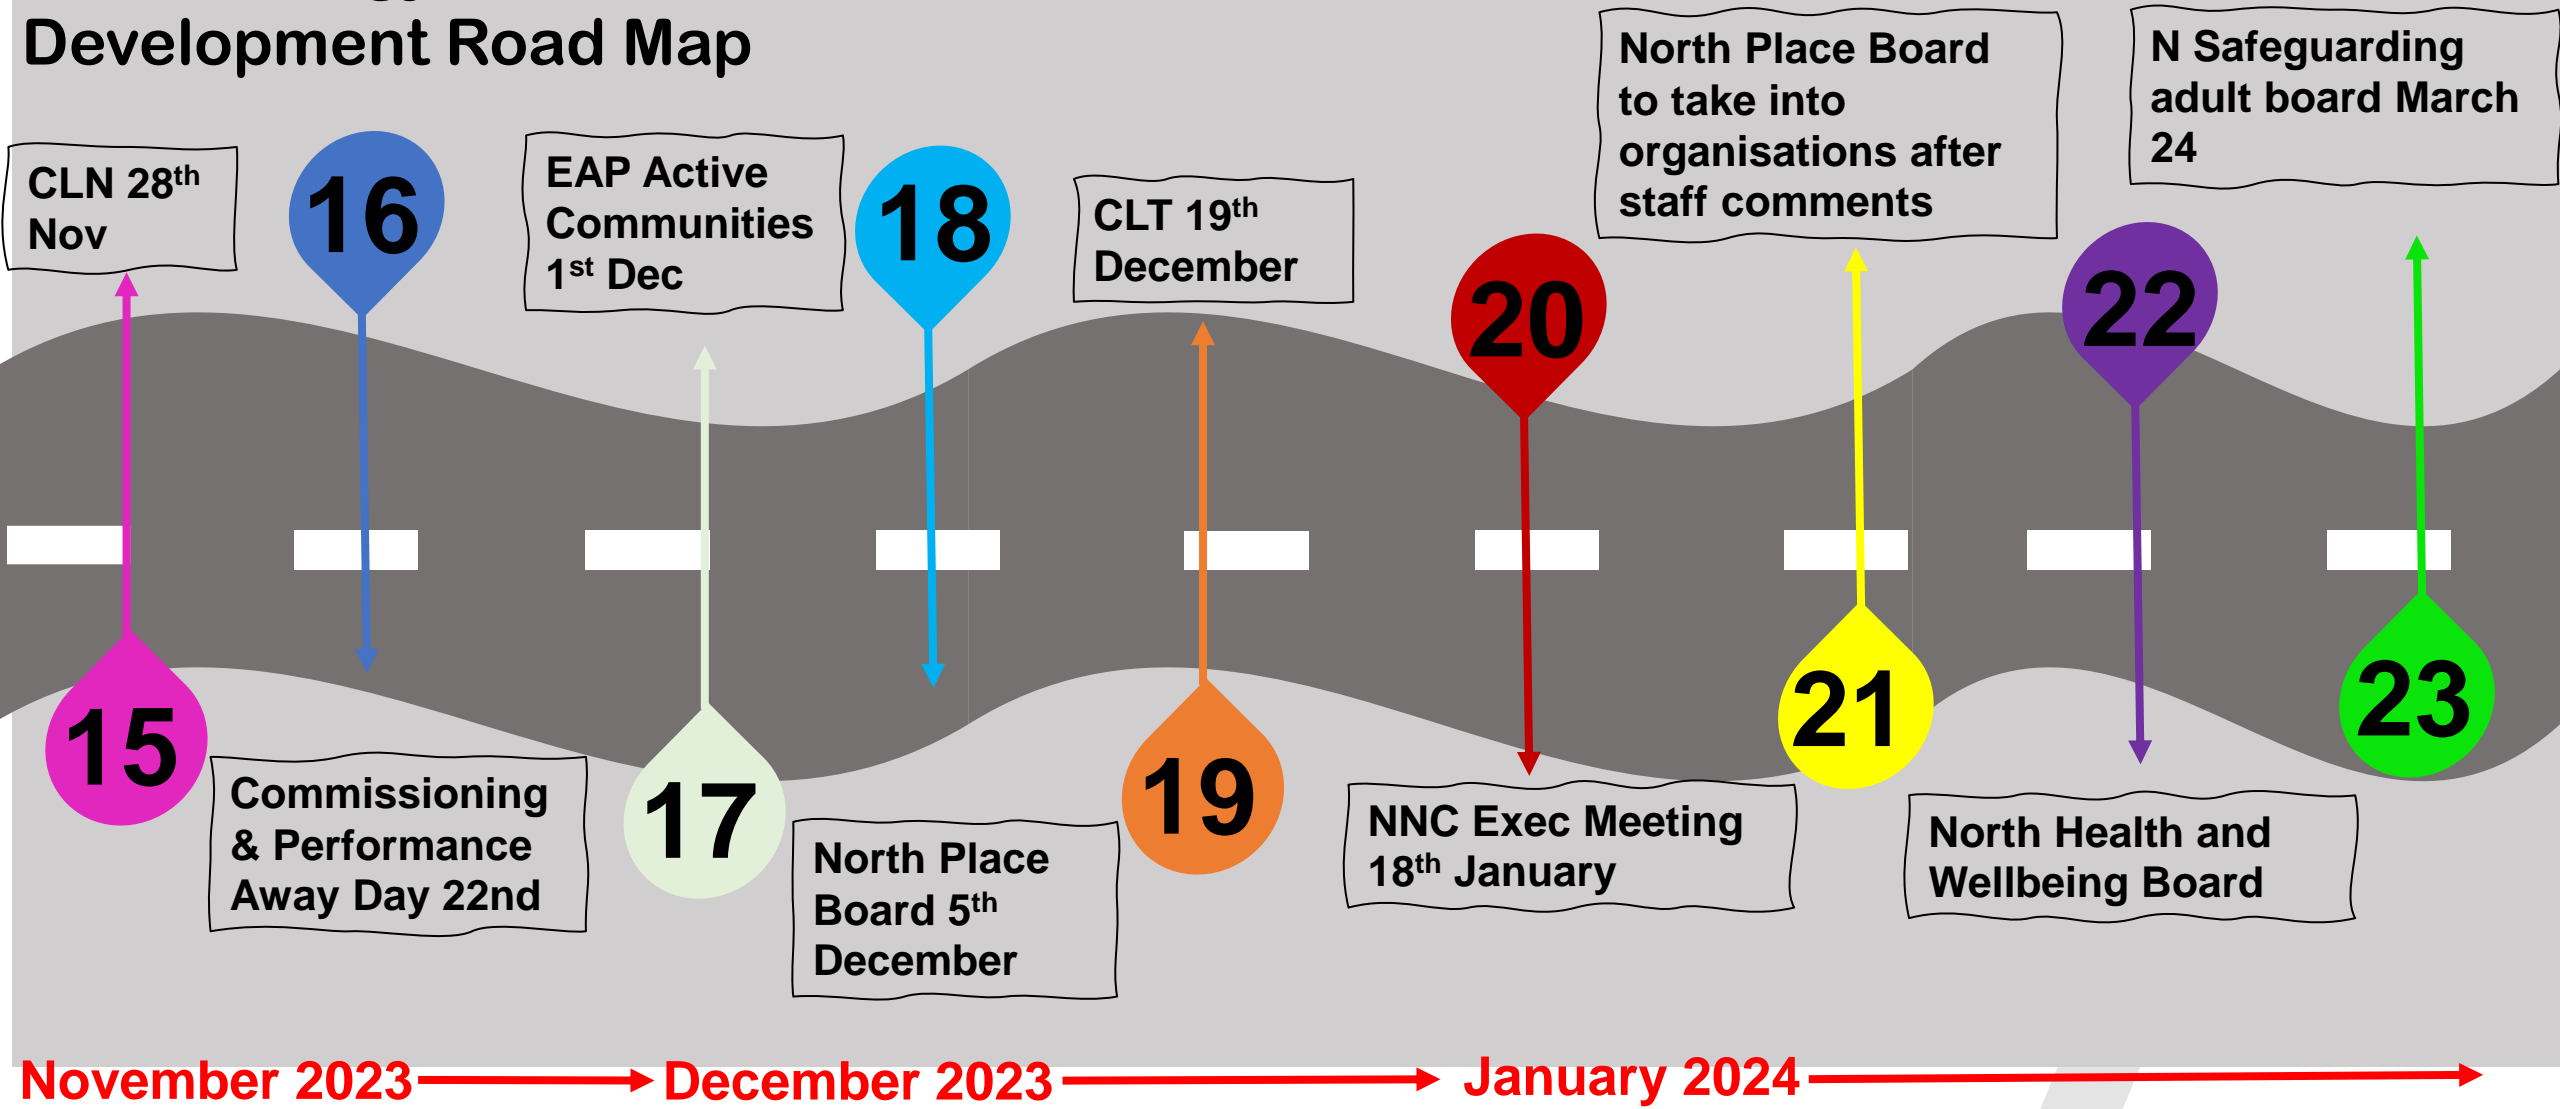 Development Road Map
CLN 28th
Nov
16
EAP Active
Communities
1st Dec
18
CLT 19th
December
20
North Place Board
to take into
organisations after
staff comments
22
N Safeguarding
adult board March
24
15
Commissioning
& Performance
Away Day 22nd
17
North Place
Board 5th
December
19
NNC Exec Meeting
18th January
21
North Health and
Wellbeing Board
23
November 2023
December 2023
January 2024